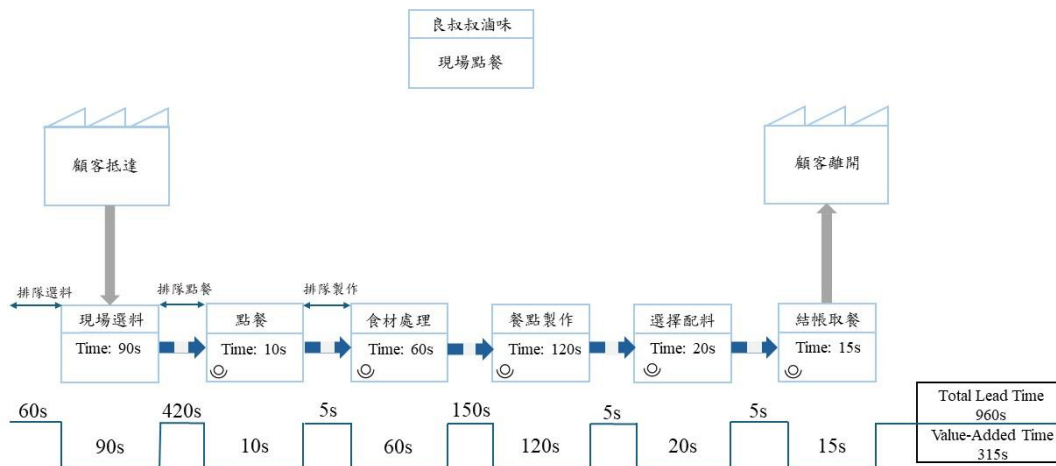 良叔叔滷味
現場點餐
顧客抵達
顧客離開
排隊選料
排隊點餐
排隊製作
現場選料
Time: 90s
點餐
Time: 10s
食材處理
Time: 60s
餐點製作
Time: 120s
選擇配料
Time: 20s
結帳取餐
Time: 15s
60s
420s
5s
150s
5s
5s
90s
10s
60s
120s
20s
15s
Total Lead Time
960s
Value-Added Time
315s